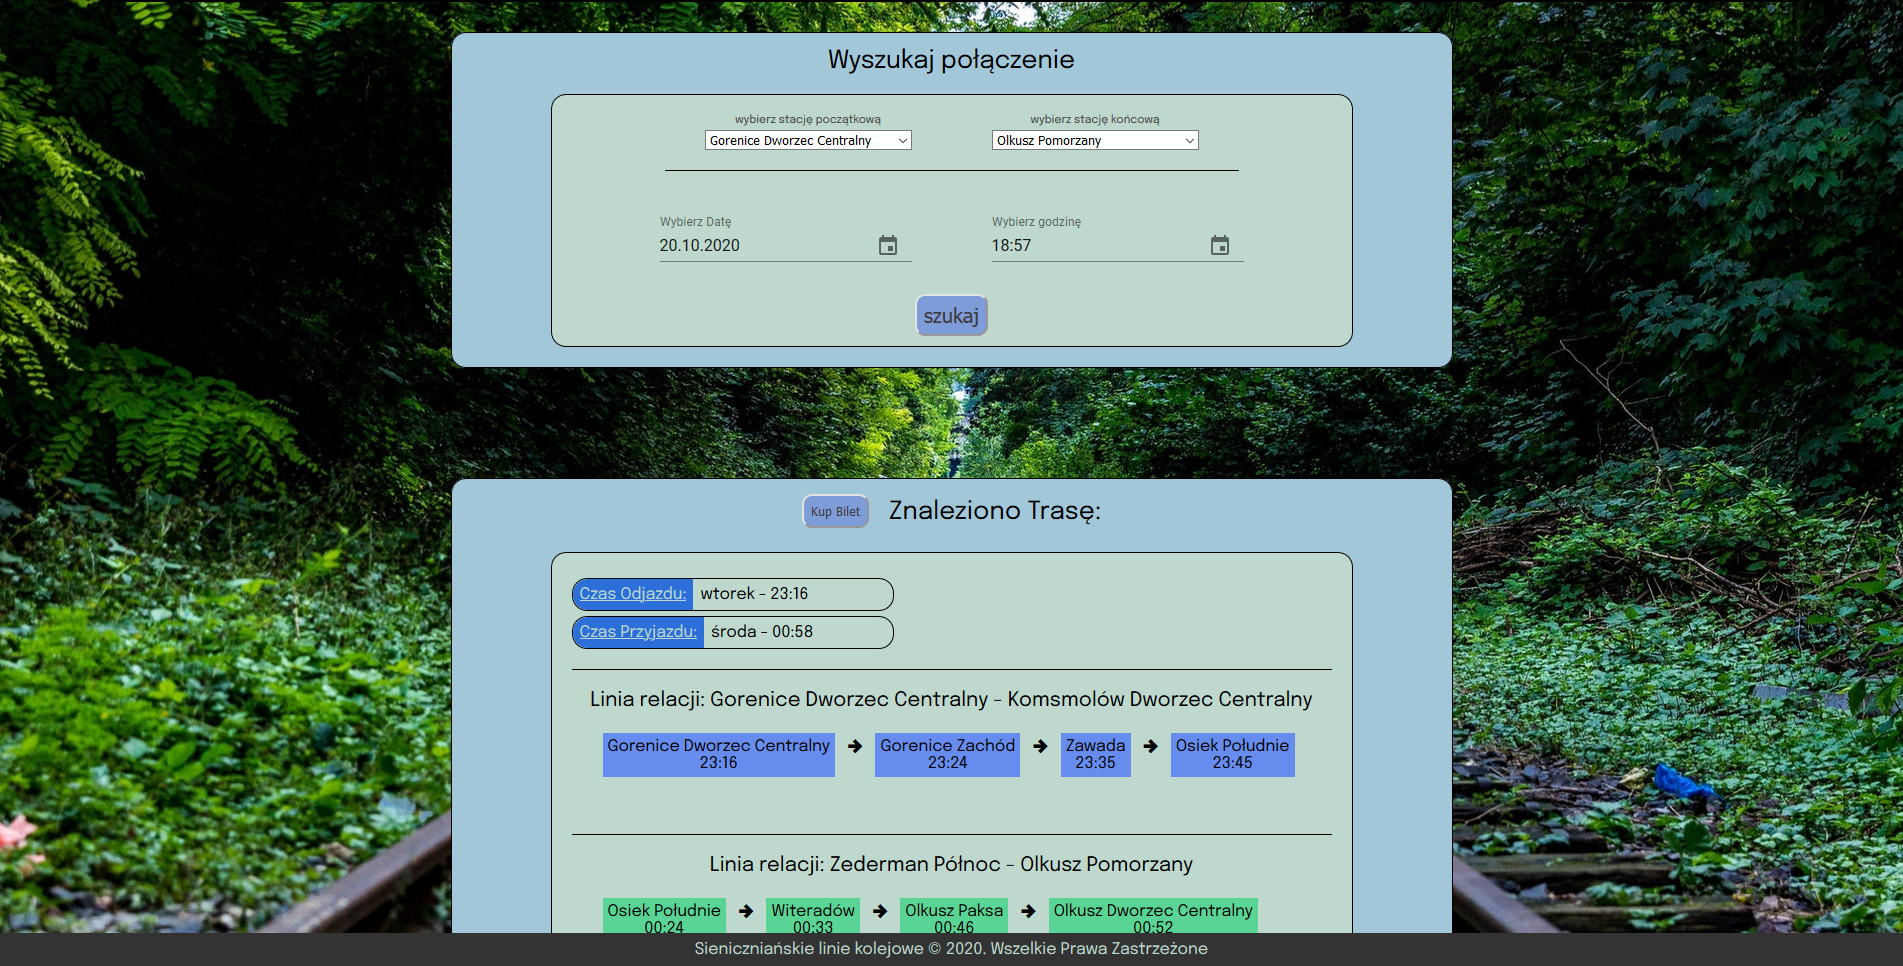 Wyszukaj połączenie
wybierz stację początkową
wybierz stację końcową
Gorenice Dworzec Centralny
Olkusz Pomorzany
Wybierz Datę
Wybierz godzinę
20.10.2020
18:57
szukaj
Kup Bilet
Znaleziono Trasę:
Czas Odjazdu: wtorek - 23:16
Czas Przyjazdu: środa - 00:58
Linia relacji: Gorenice Dworzec Centralny - Komsmolów Dworzec Centralny
Gorenice Dworzec Centralny → Gorenice Zachód → Zawada → Osiek Południe
23:16 23:24 23:35 23:45
Linia relacji: Zederman Północ - Olkusz Pomorzany
Osiek Południe → Witeradów → Olkusz Paksa → Olkusz Dworzec Centralny
00:24 00:33 00:46 00:52
Sieniczniańskie linie kolejowe © 2020. Wszelkie Prawa Zastrzeżone